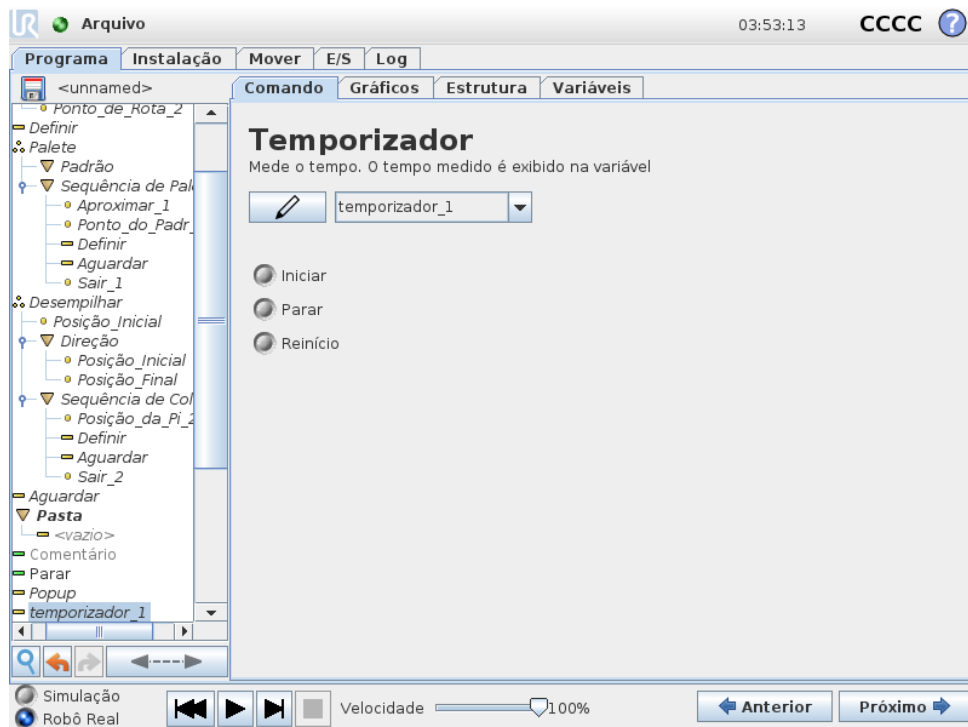 UR Arquivo 03:53:13 CCCC ?
Programa Instalação Mover E/S Log
<unnamed>
Comando Gráficos Estrutura Variáveis
Ponto_de_Rota_2
Definir
Palete
Padrão
Sequência de Pal
Aproximar_1
Ponto_do_Padr_
Definir
Aguardar
Sair_1
Desempilhar
Posição_Inicial
Direção
Posição_Inicial
Posição_Final
Sequência de Col
Posição_da_Pi_2
Definir
Aguardar
Sair_2
Aguardar
Pasta
<vazio>
Comentário
Parar
Popup
temporizador_1
Temporizador
Mede o tempo. O tempo medido é exibido na variável
temporizador_1
Iniciar
Parar
Reinício
Simulação
Robô Real
Velocidade 100%
Anterior
Próximo